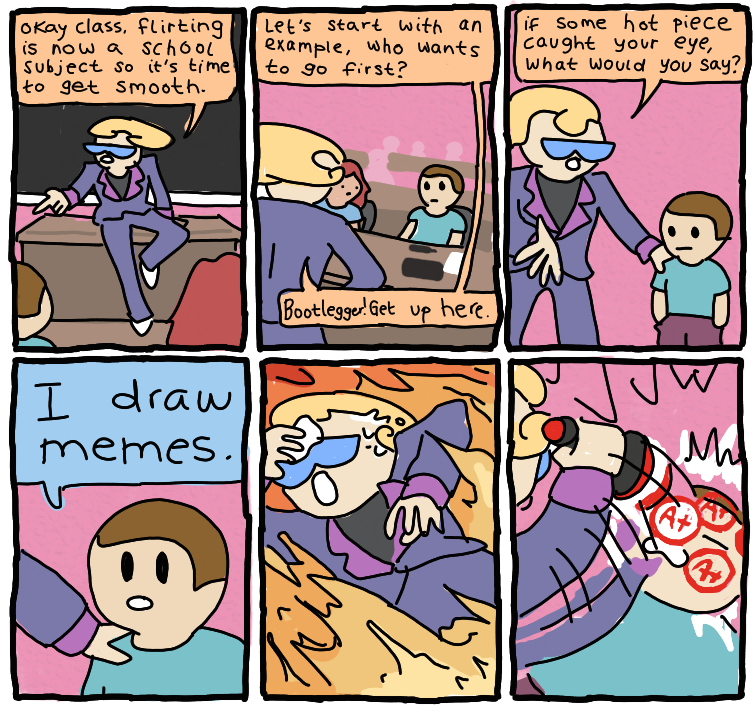 Okay class, flirting
is now a school
subject so it's time
to get smooth.
Let's start with an
example, who wants
to go first?
Bootlegger! Get up here.
if some hot piece
caught your eye,
what would you say?
I draw
memes.
A+
A+
A+